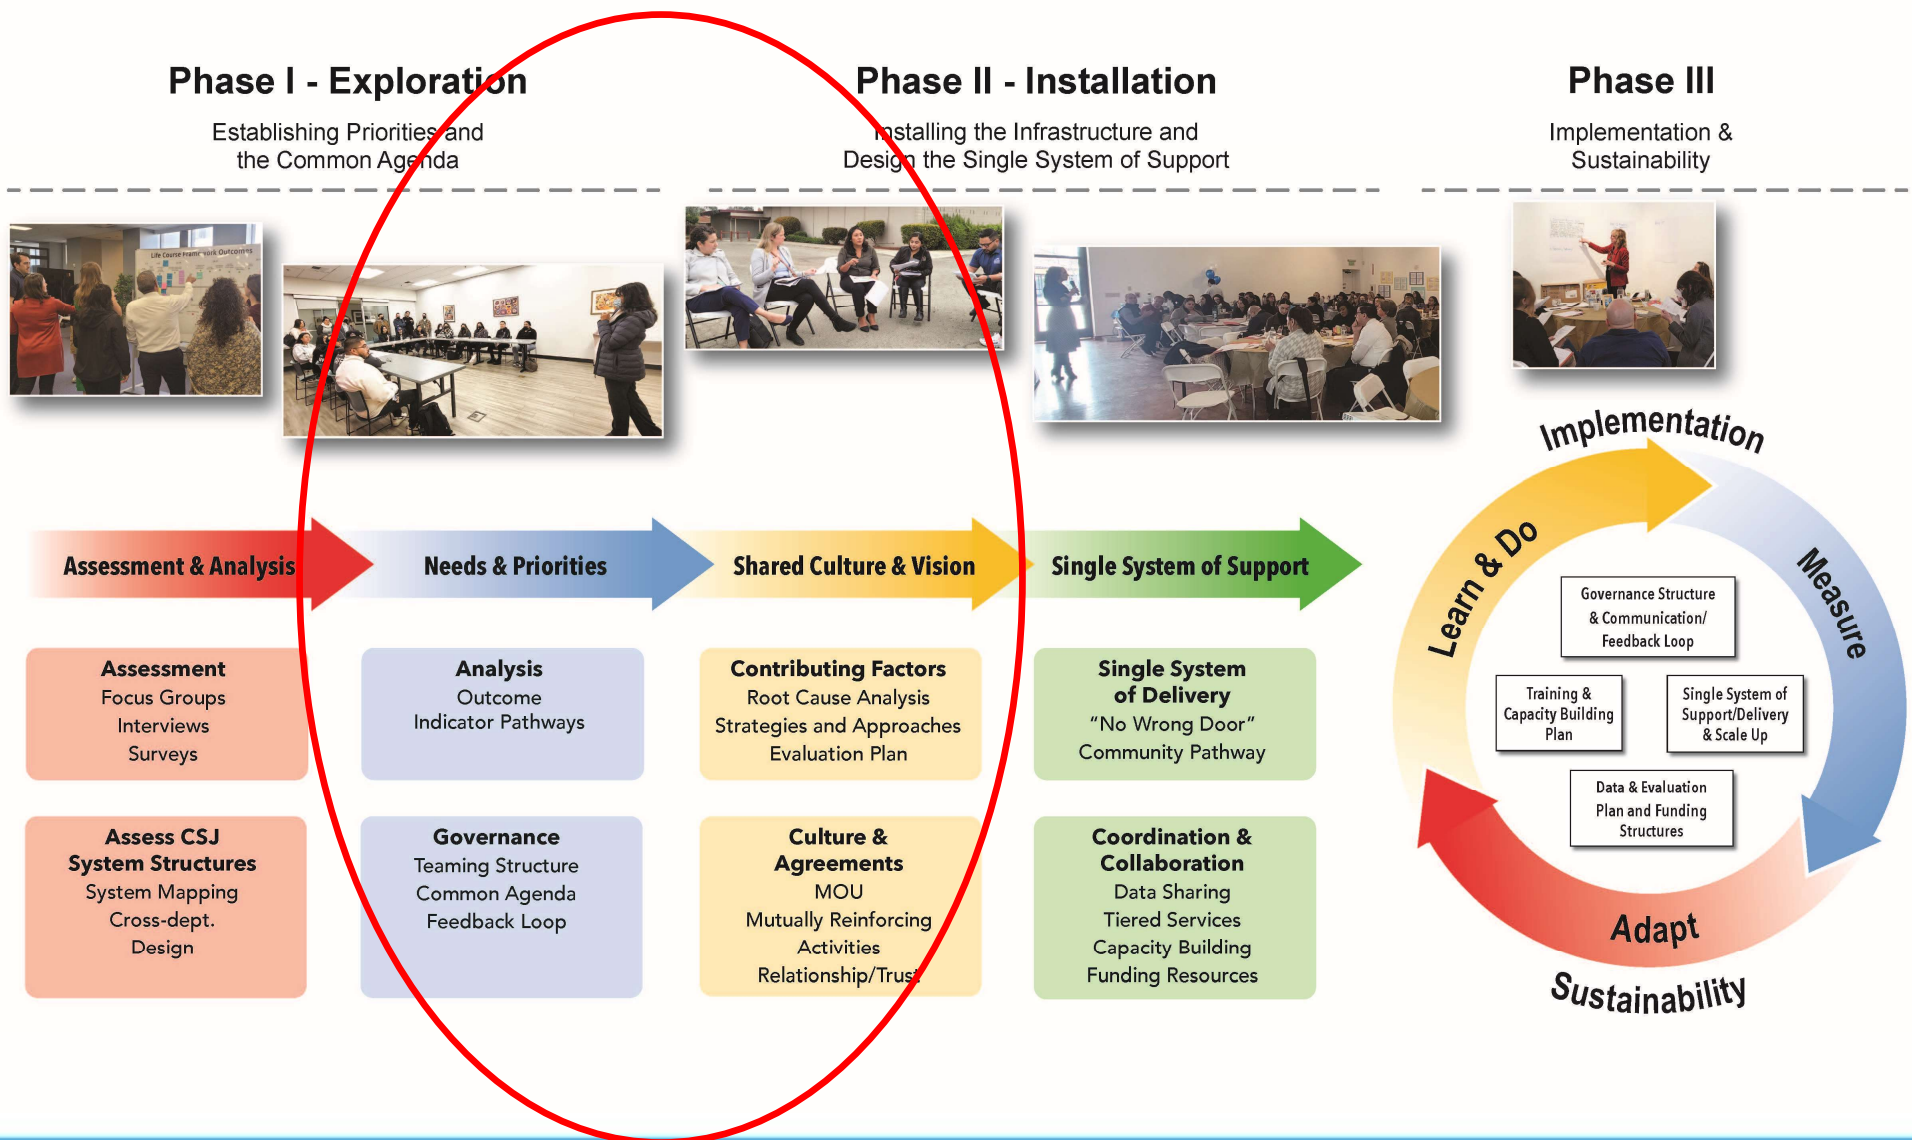 Phase I - Exploration
Establishing Priorities and
the Common Agenda
Phase II - Installation
Installing the Infrastructure and
Design the Single System of Support
Phase III
Implementation &
Sustainability
Life Course Framework Outcomes
Assessment & Analysis
Needs & Priorities
Shared Culture & Vision
Single System of Support
Assessment
Focus Groups
Interviews
Surveys
Analysis
Outcome
Indicator Pathways
Contributing Factors
Root Cause Analysis
Strategies and Approaches
Evaluation Plan
Single System
of Delivery
“No Wrong Door”
Community Pathway
Assess CSJ
System Structures
System Mapping
Cross-dept.
Design
Governance
Teaming Structure
Common Agenda
Feedback Loop
Culture &
Agreements
MOU
Mutually Reinforcing
Activities
Relationship/Trust
Coordination &
Collaboration
Data Sharing
Tiered Services
Capacity Building
Funding Resources
Implementation
Learn & Do
Measure
Governance Structure
& Communication/
Feedback Loop
Training &
Capacity Building
Plan
Single System of
Support/Delivery
& Scale Up
Data & Evaluation
Plan and Funding
Structures
Adapt
Sustainability